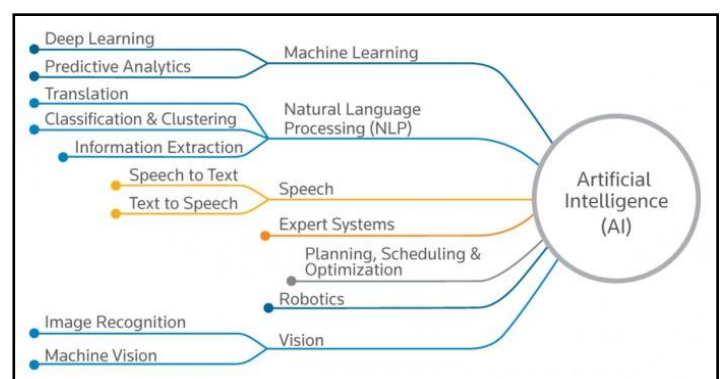 Deep Learning
Predictive Analytics
Machine Learning
Translation
Classification & Clustering
Information Extraction
Natural Language
Processing (NLP)
Speech to Text
Text to Speech
Speech
Expert Systems
Planning, Scheduling &
Optimization
Robotics
Image Recognition
Machine Vision
Vision
Artificial
Intelligence
(AI)